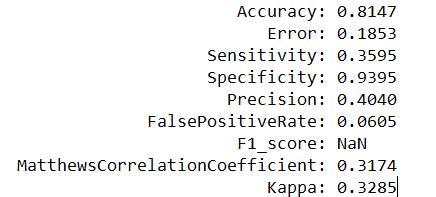 Accuracy: 0.8147
Error: 0.1853
Sensitivity: 0.3595
Specificity: 0.9395
Precision: 0.4040
FalsePositiveRate: 0.0605
F1_score: NaN
MatthewsCorrelationCoefficient: 0.3174
Kappa: 0.3285